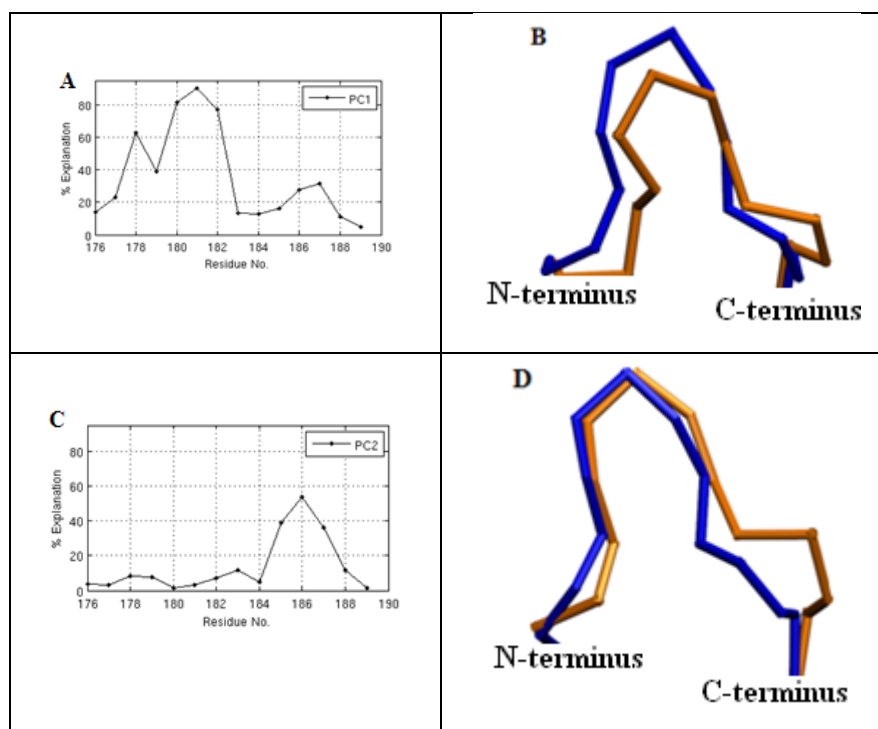 A
PC1
% Explanation
80
60
40
20
0
176 178 180 182 184 186 188 190
Residue No.
B
N-terminus
C-terminus
C
PC2
% Explanation
80
60
40
20
0
176 178 180 182 184 186 188 190
Residue No.
D
N-terminus
C-terminus